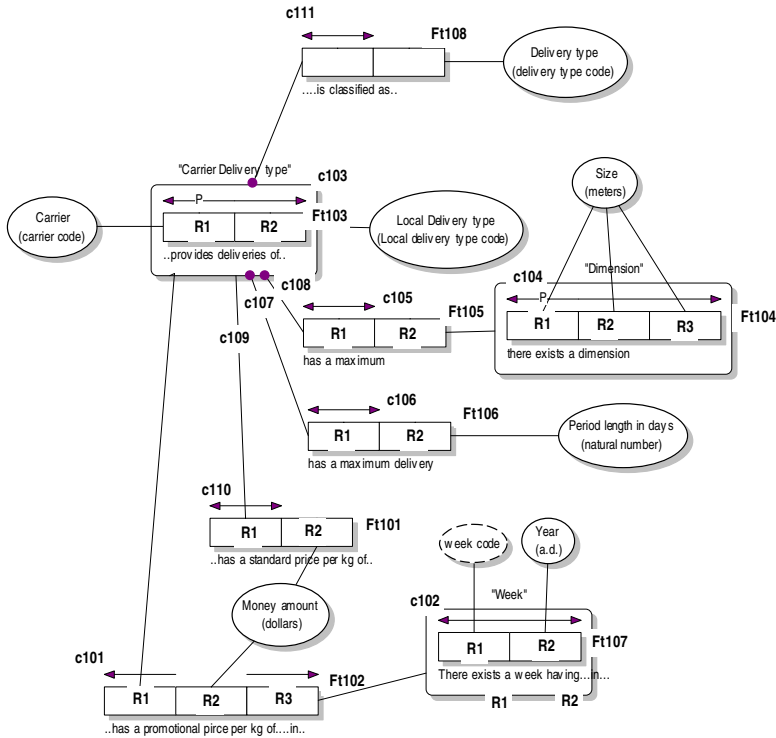 c111
Ft108
Delivery type
(delivery type code)
....is classified as..
"Carrier Delivery type"
c103
P
Carrier
(carrier code)
R1
R2
Ft103
Local Delivery type
(Local delivery type code)
..provides deliveries of..
Size
(meters)
c108
c107
c105
Ft105
R1
R2
has a maximum
c104
"Dimension"
P
R1
R2
R3
Ft104
there exists a dimension
c109
c106
Ft106
R1
R2
has a maximum delivery
Period length in days
(natural number)
c110
R1
R2
Ft101
..has a standard price per kg of..
Money amount
(dollars)
week code
Year
(a.d.)
c102
"Week"
R1
R2
Ft107
There exists a week having...in...
R1
R2
c101
Ft102
R1
R2
R3
..has a promotional pirce per kg of....in..